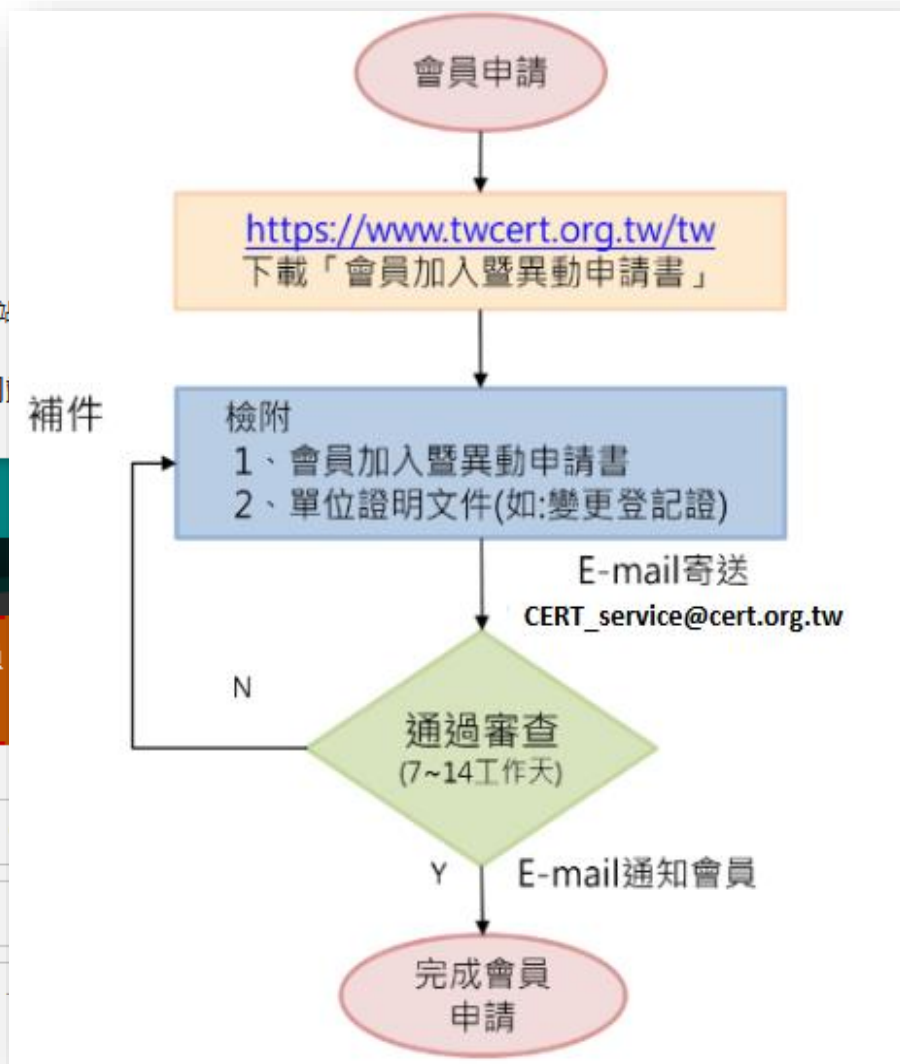 會員申請
https://www.twcert.org.tw/tw
下載「會員加入暨異動申請書」
補件
檢附
1、會員加入暨異動申請書
2、單位證明文件(如:變更登記證)
E-mail寄送
CERT_service@cert.org.tw
N
通過審查
(7~14工作天)
Y
E-mail通知會員
完成會員
申請